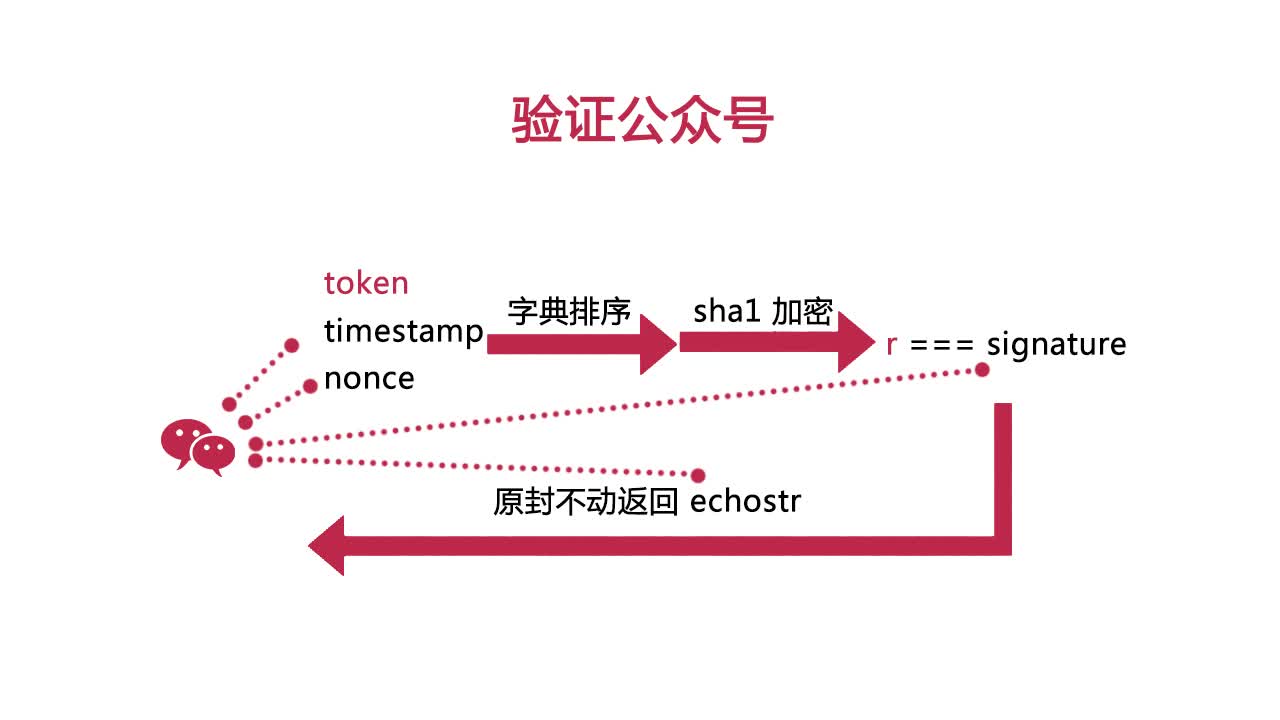 验证公众号
token
timestamp
nonce
字典排序
sha1 加密
r === signature
原封不动返回 echostr